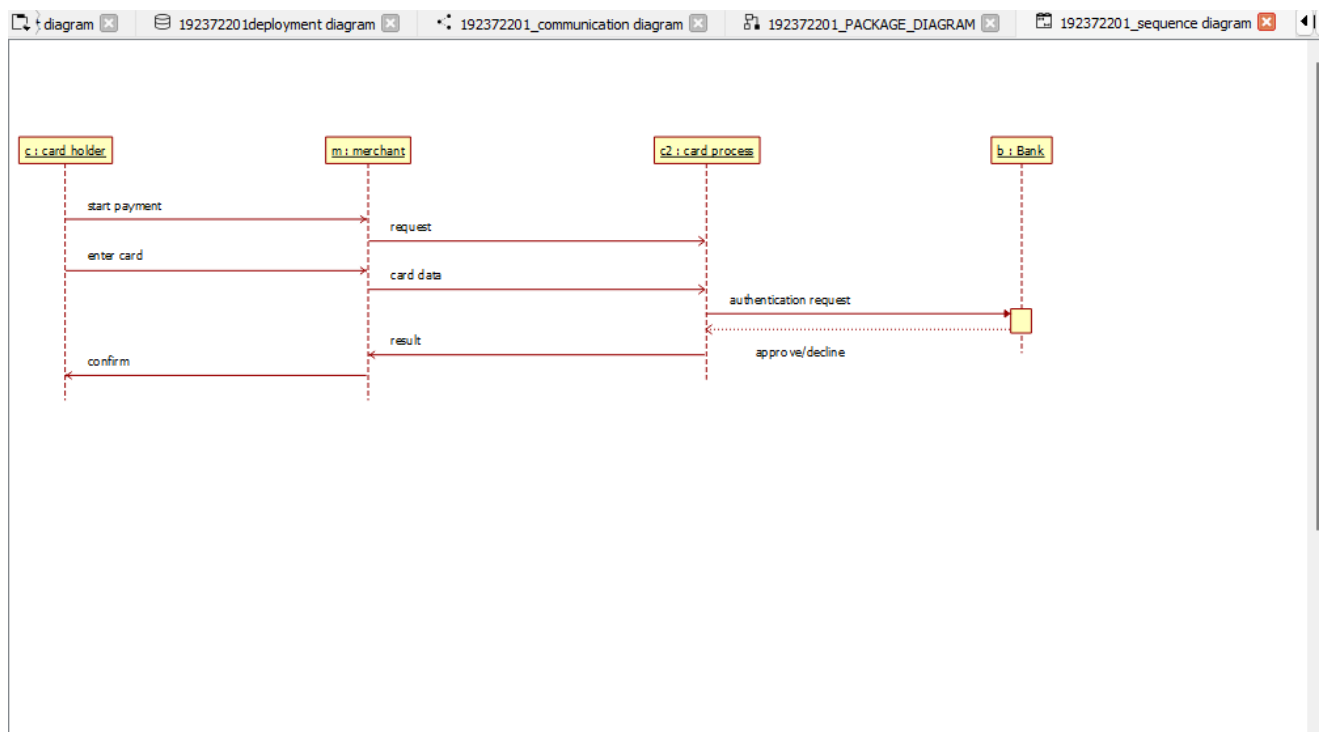 diagram
192372201deployment diagram
192372201_communication diagram
192372201_PACKAGE_DIAGRAM
192372201_sequence diagram
c : card holder
m : merchant
c2 : card process
b : Bank
start payment
request
enter card
card data
authentication request
result
approve/decline
confirm